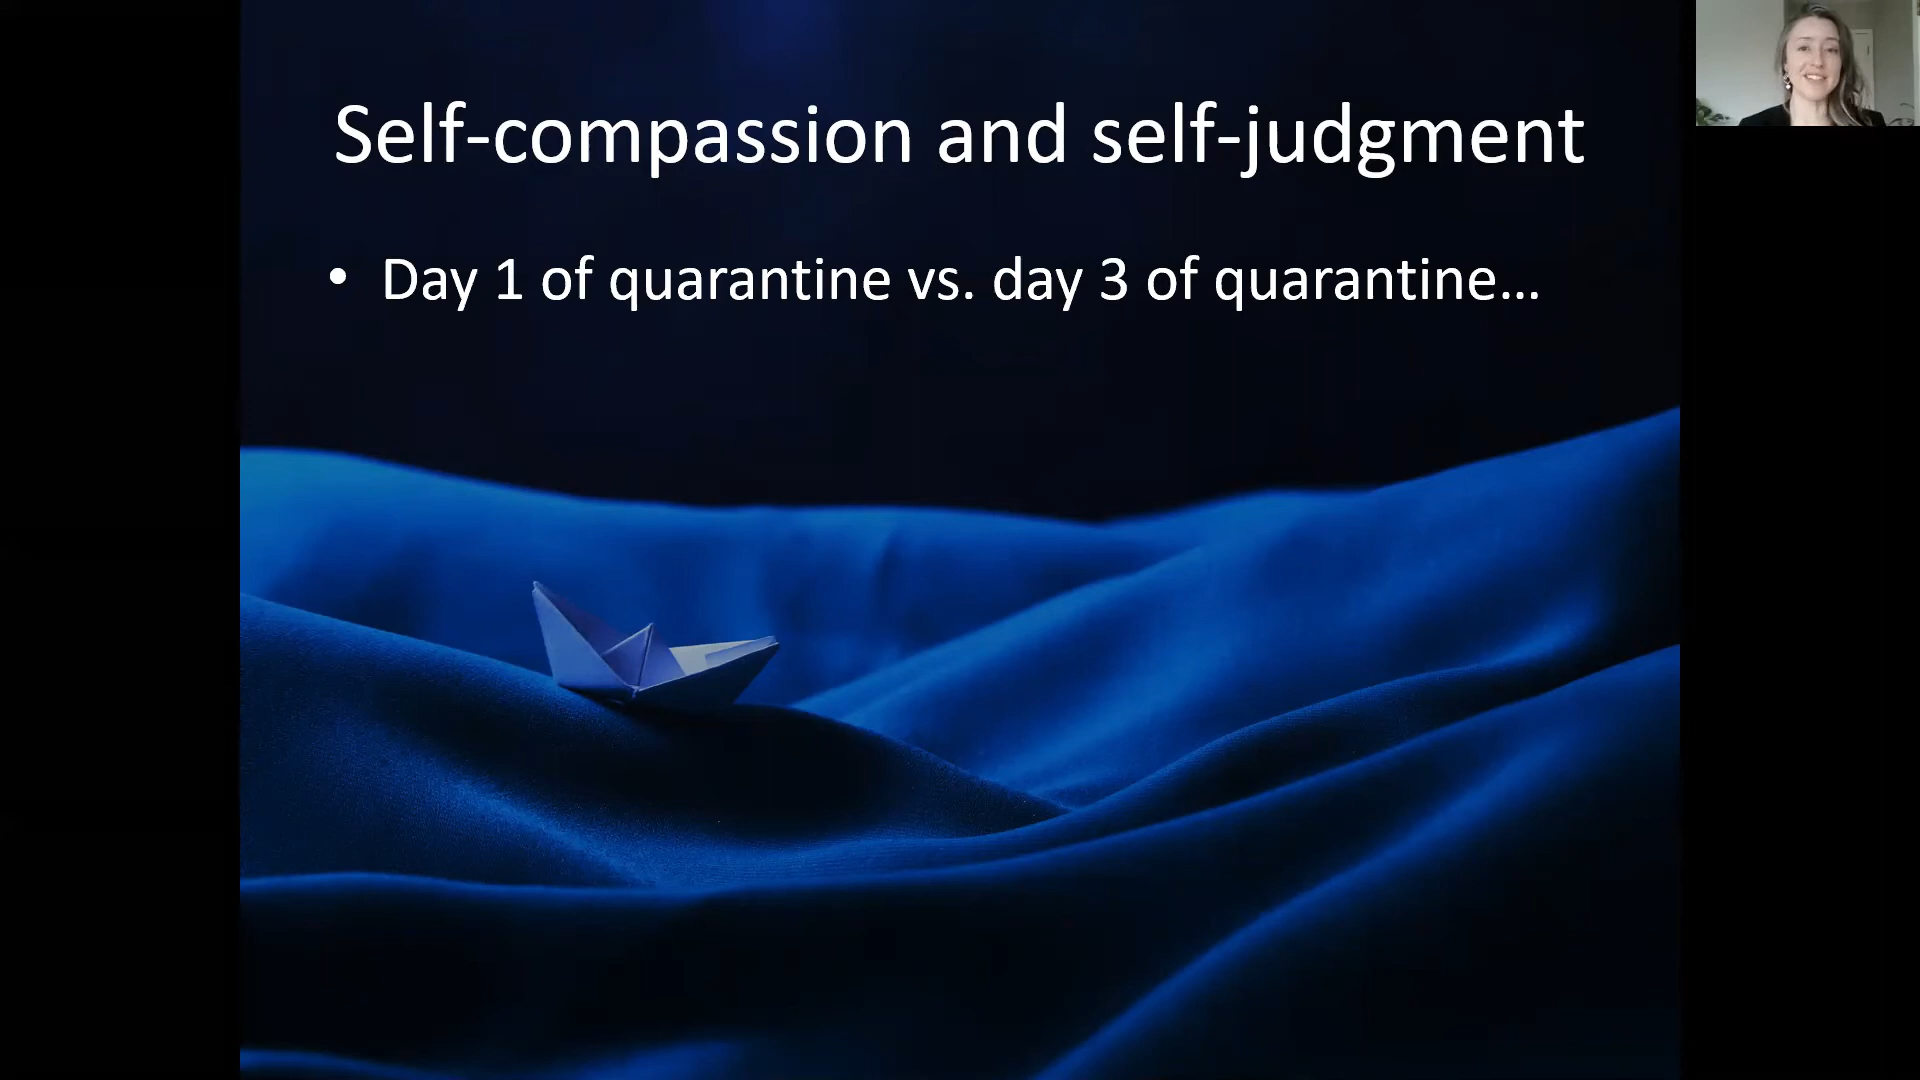 Self-compassion and self-judgment
• Day 1 of quarantine vs. day 3 of quarantine…